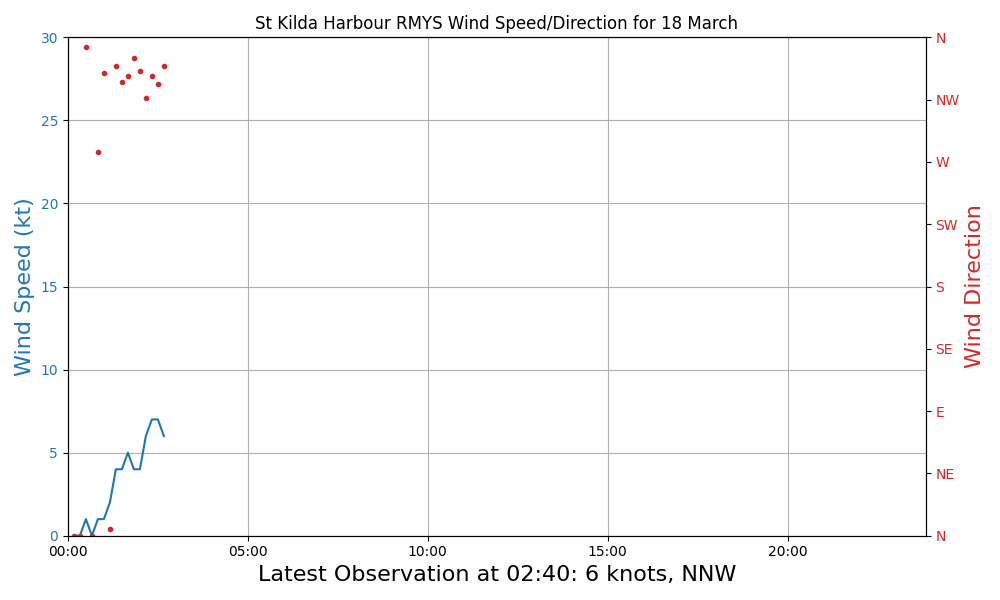 St Kilda Harbour RMYS Wind Speed/Direction for 18 March
Wind Speed (kt)
30
25
20
15
10
5
0
N
NW
W
SW
S
SE
E
NE
N
Wind Direction
00:00
05:00
10:00
15:00
20:00
Latest Observation at 02:40: 6 knots, NNW